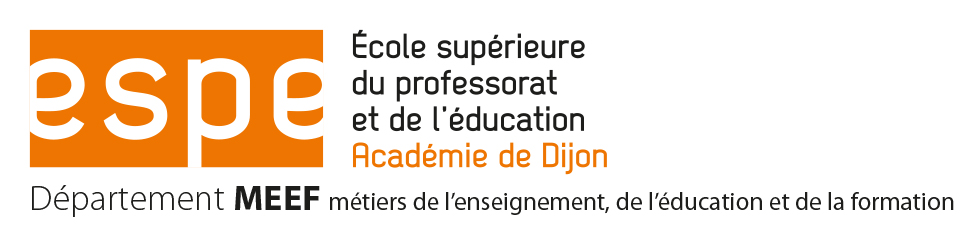 espe
École supérieure
du professorat
et de l'éducation
Académie de Dijon
Département MEEF métiers de l'enseignement, de l'éducation et de la formation